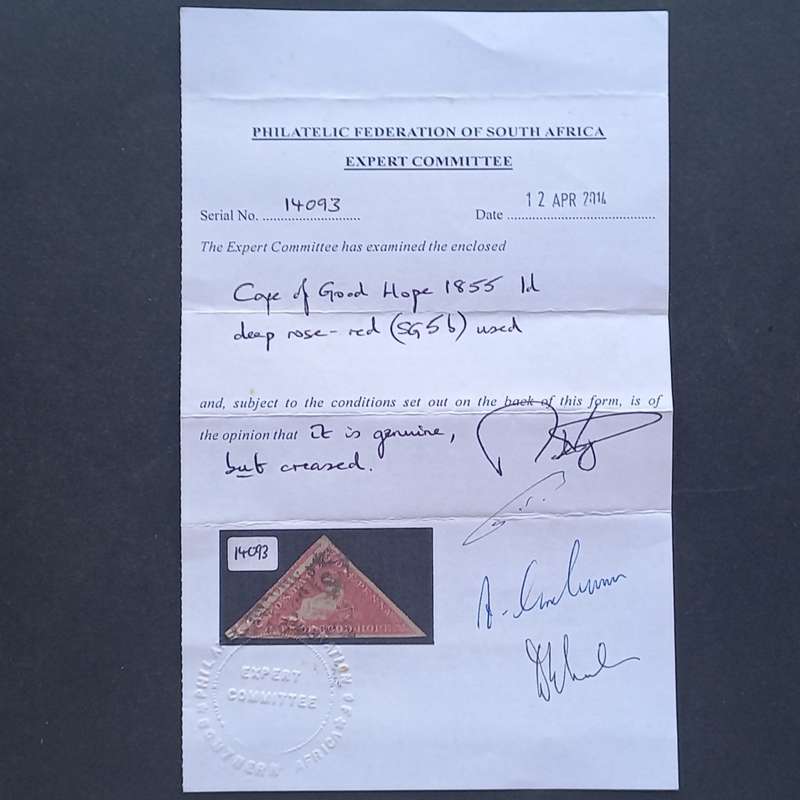 PHILATELIC FEDERATION OF SOUTH AFRICA
EXPERT COMMITTEE
Serial No. 14093
Date 12 APR 2014
The Expert Committee has examined the enclosed
Cape of Good Hope 1855 1d
deep rose-red (SG5b) used
and, subject to the conditions set out on the back of this form, is of
the opinion that it is genuine,
but creased.
14093
EXPERT
COMMITTEE